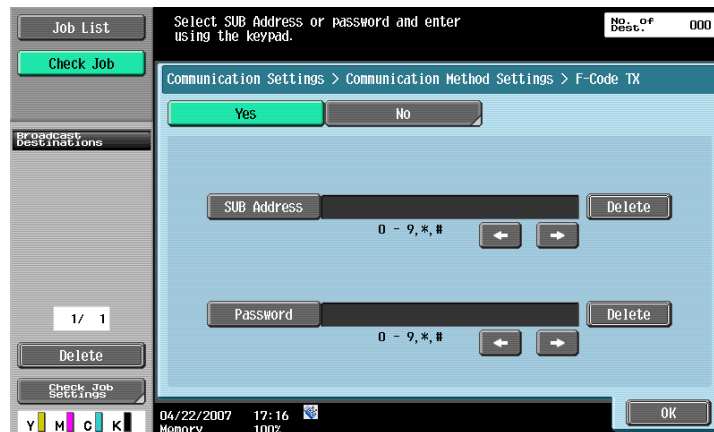 Job List
Check Job
Select SUB Address or password and enter
using the keypad.
No. of
Dest.
000
Communication Settings > Communication Method Settings > F-Code TX
Yes
No
Broadcast
Destinations
SUB Address
Delete
0 - 9,*,#
Password
Delete
0 - 9,*,#
1/ 1
Delete
Check Job
Settings
Y M C K
04/22/2007 17:16
Memory 100%
OK